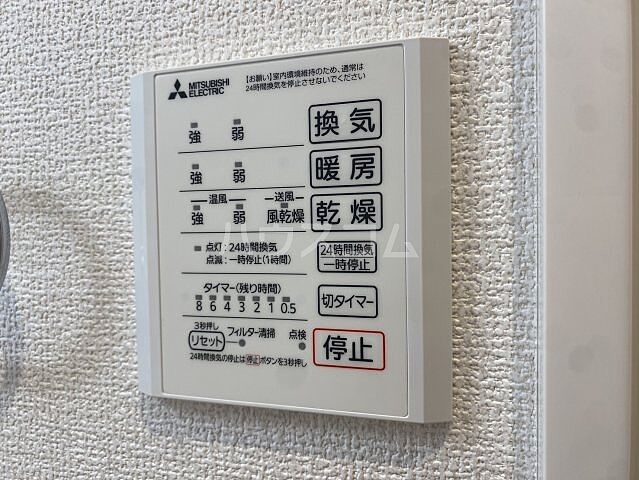 MITSUBISHI
ELECTRIC
【お願い】室内環境維持のため、通常は
24時間換気を停止させないでください
強 弱 換気
強 弱 暖房
温風 送風
強 弱 風乾燥 乾燥
点灯:24時間換気
点滅:一時停止(1時間)
24時間換気
一時停止
タイマー(残り時間)
8 6 4 3 2 1 0.5
切タイマー
3秒押し
リセット フィルター清掃 点検
停止
24時間換気の停止は停止ボタンを3秒押し
ハウスコム